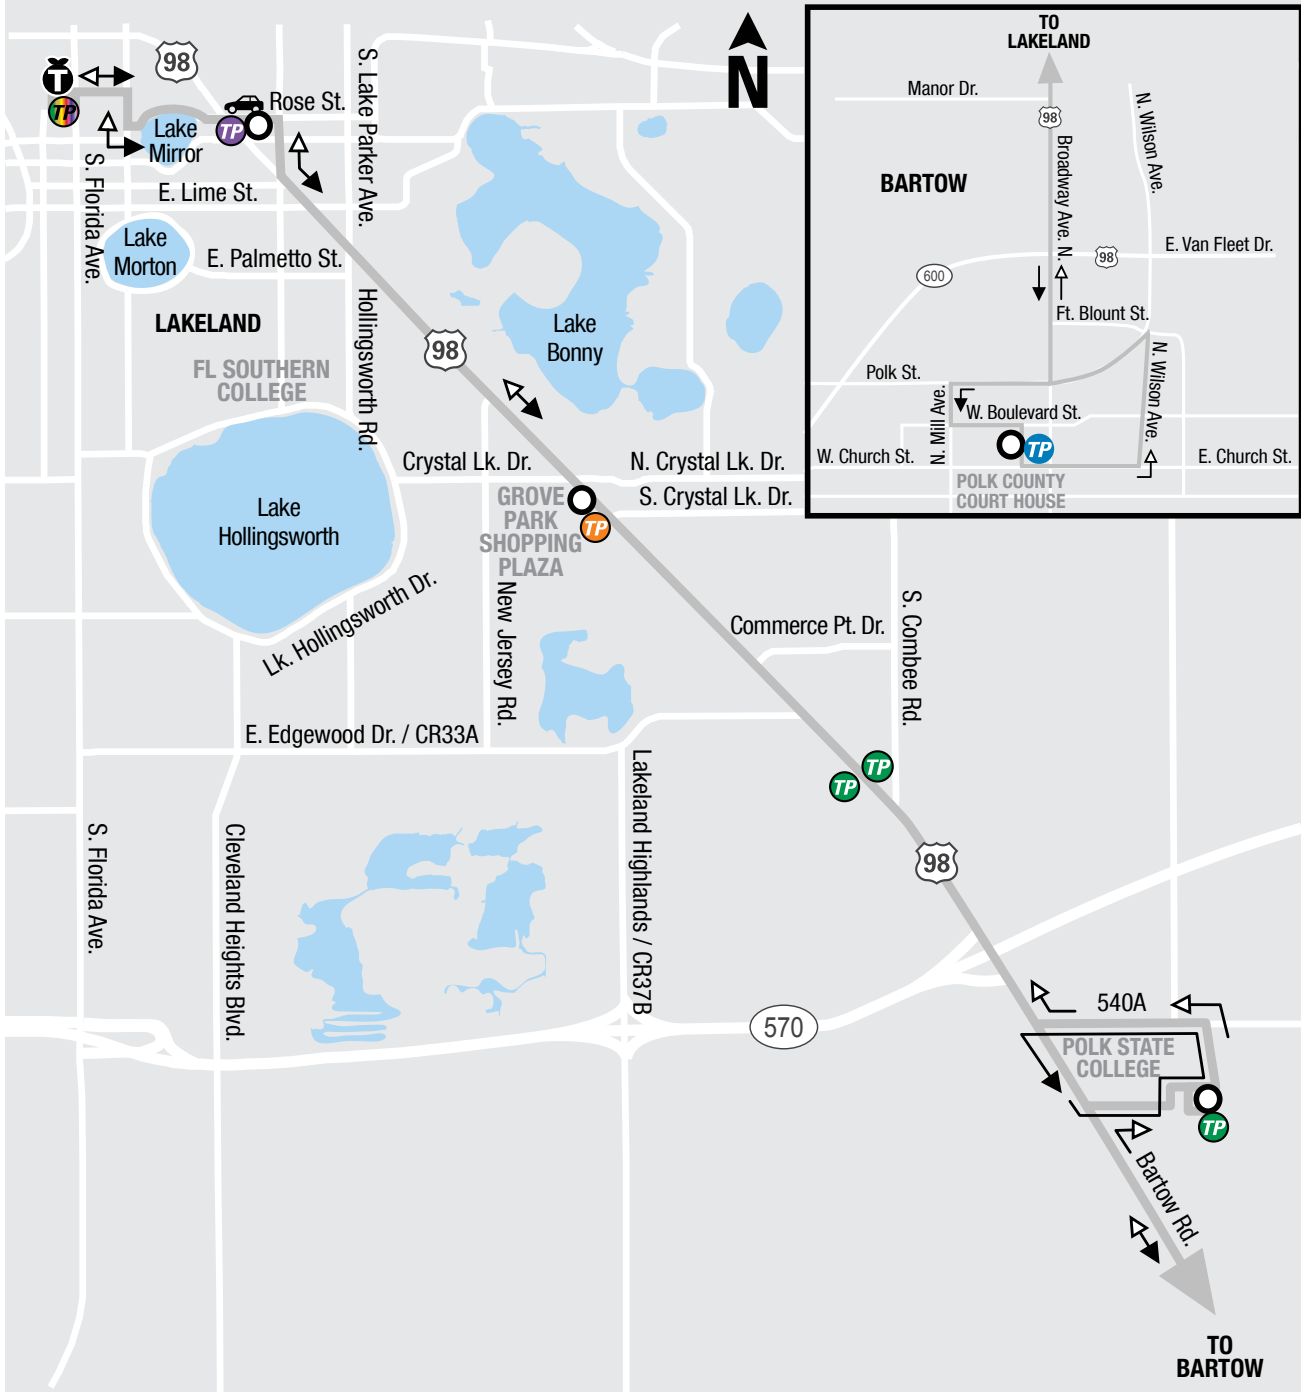 98
T
TP
S. Lake Parker Ave.
Rose St.
TP
Lake
Mirror
S. Florida Ave.
E. Lime St.
Lake
Morton
E. Palmetto St.
LAKELAND
Hollingsworth Rd.
98
Lake
Bonny
FL SOUTHERN
COLLEGE
Lake
Hollingsworth
Crystal Lk. Dr.
N. Crystal Lk. Dr.
S. Crystal Lk. Dr.
GROVE
PARK
SHOPPING
PLAZA
TP
Lk. Hollingsworth Dr.
New Jersey Rd.
E. Edgewood Dr. / CR33A
Commerce Pt. Dr.
S. Combee Rd.
TP
TP
98
S. Florida Ave.
Cleveland Heights Blvd.
Lakeland Highlands / CR37B
570
540A
POLK STATE
COLLEGE
TP
Bartow Rd.
TO
BARTOW
N
TO
LAKELAND
Manor Dr.
98
N. Wilson Ave.
Broadway Ave. N.
BARTOW
E. Van Fleet Dr.
98
600
Ft. Blount St.
Polk St.
N. Mill Ave.
W. Boulevard St.
N. Wilson Ave.
W. Church St.
TP
E. Church St.
POLK COUNTY
COURT HOUSE